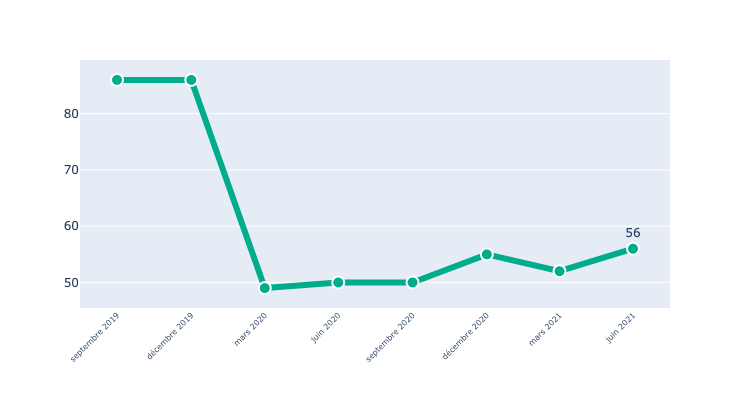 80
70
60
50
56
septembre 2019
décembre 2019
mars 2020
juin 2020
septembre 2020
décembre 2020
mars 2021
juin 2021